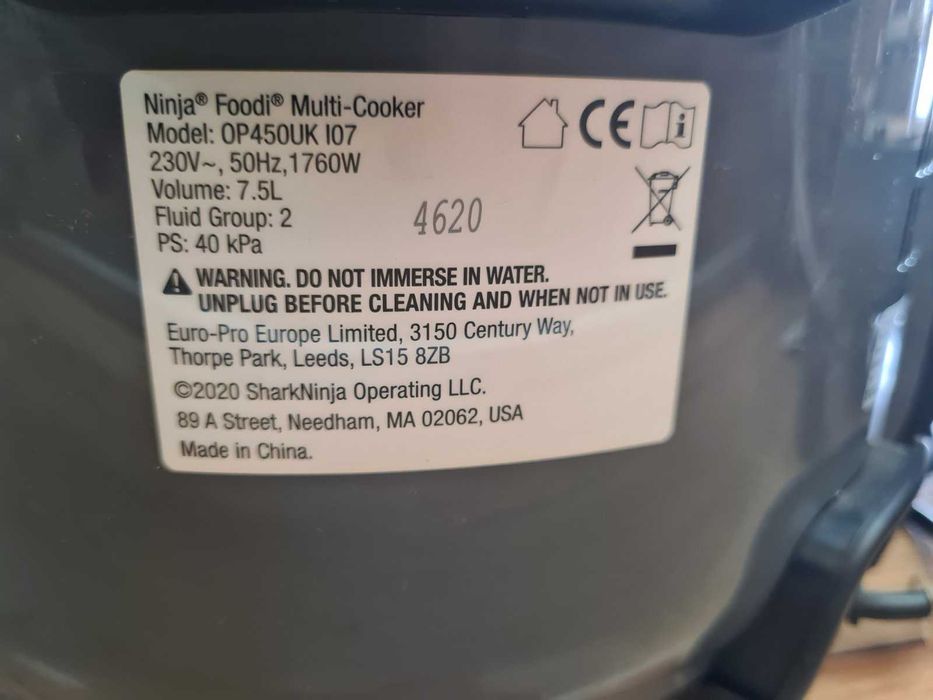 Ninja® Foodi® Multi-Cooker
Model: OP450UK I07
230V~, 50Hz,1760W
Volume: 7.5L
Fluid Group: 2
PS: 40 kPa
4620
CE
i
WARNING. DO NOT IMMERSE IN WATER.
UNPLUG BEFORE CLEANING AND WHEN NOT IN USE.
Euro-Pro Europe Limited, 3150 Century Way,
Thorpe Park, Leeds, LS15 8ZB
©2020 SharkNinja Operating LLC.
89 A Street, Needham, MA 02062, USA
Made in China.